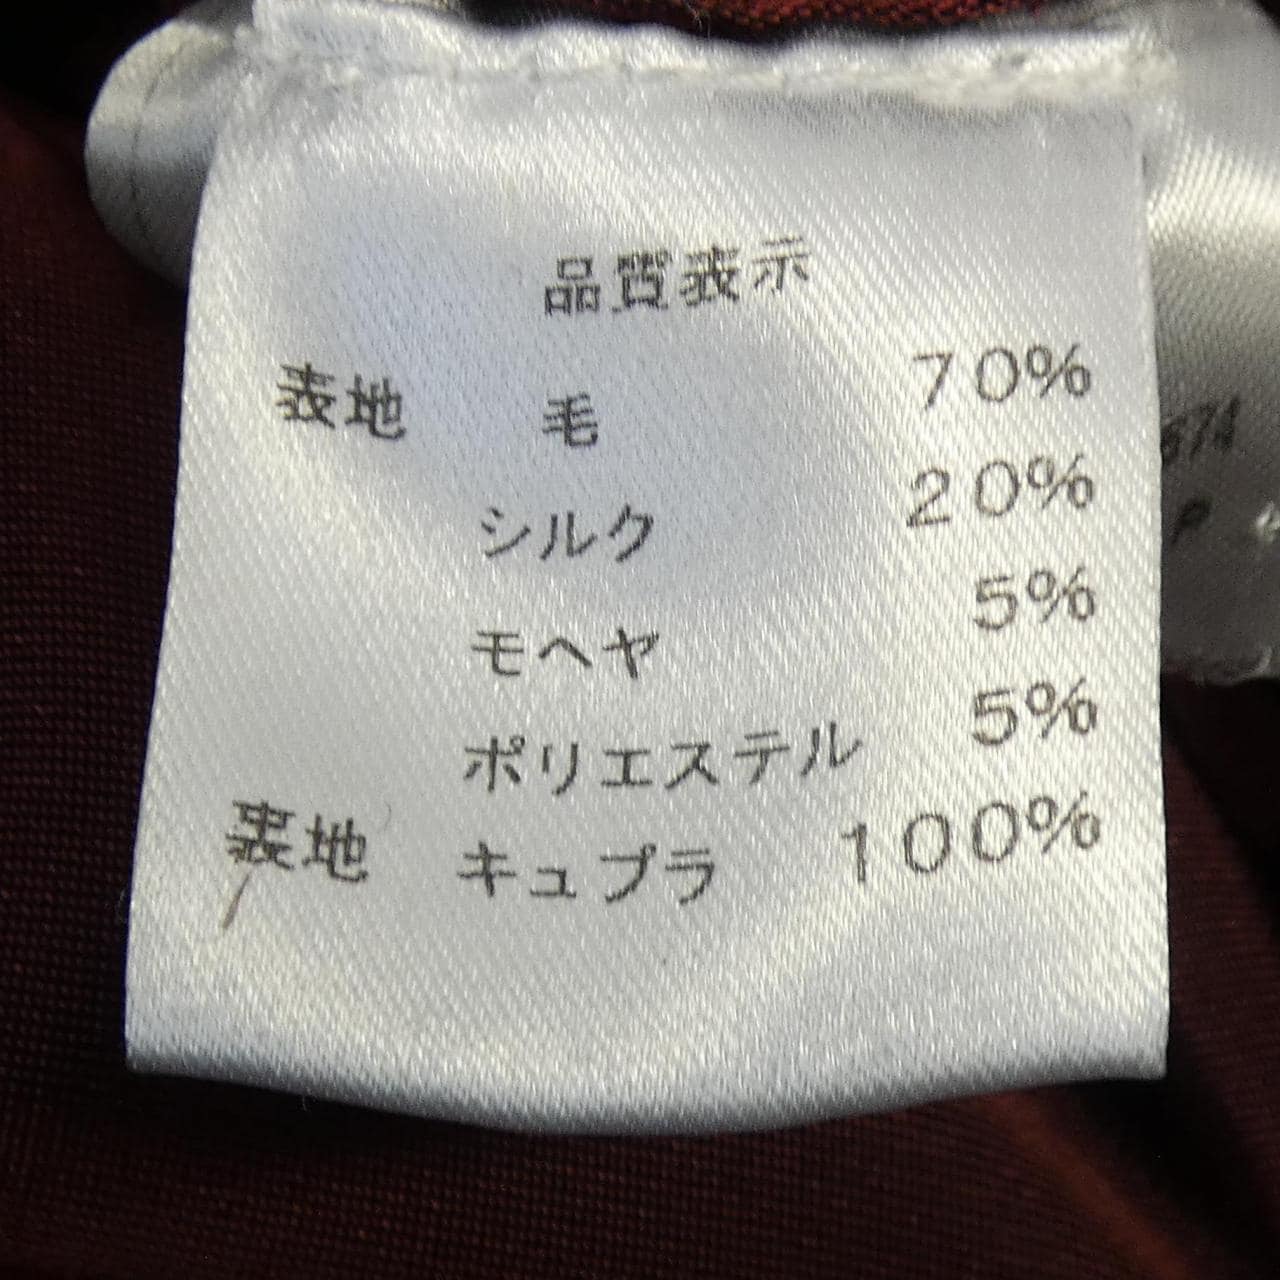 品質表示
表地 毛 70%
シルク 20%
モヘヤ 5%
ポリエステル 5%
裏地 キュプラ 100%
674
P